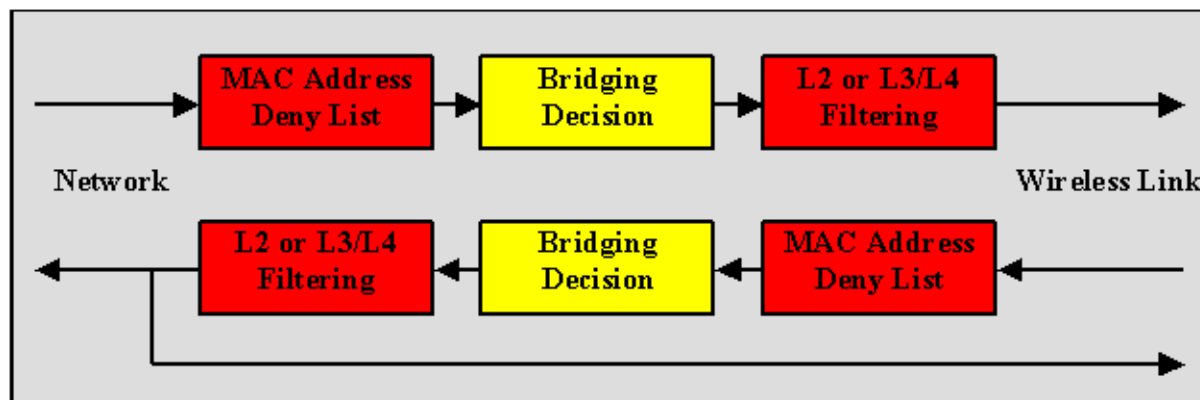 MAC Address
Deny List
Bridging
Decision
L2 or L3/L4
Filtering
Network
Wireless Link
L2 or L3/L4
Filtering
Bridging
Decision
MAC Address
Deny List